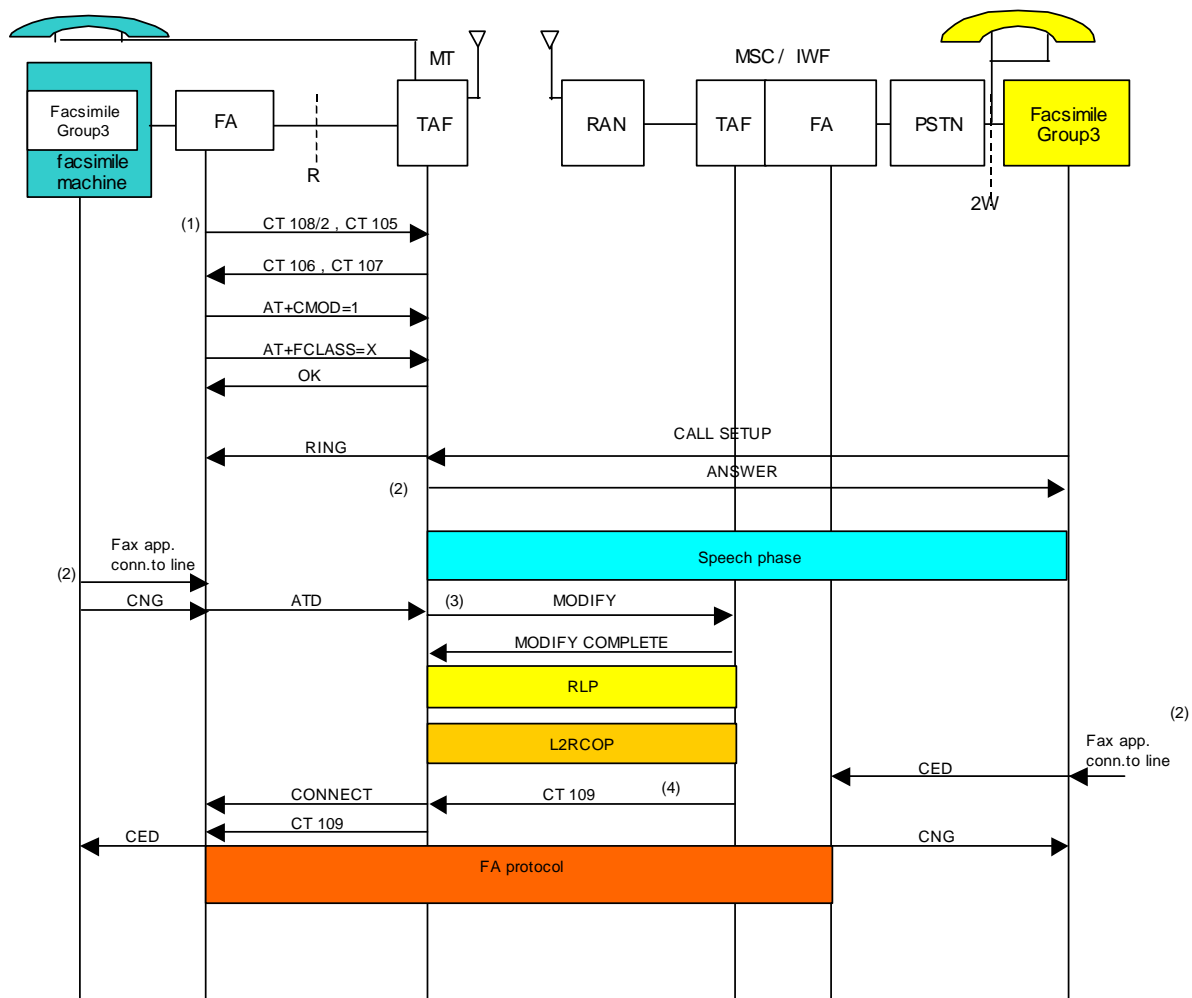 MT
MSC / IWF
Facsimile
Group3
facsimile
machine
FA
R
TAF
RAN
TAF
FA
PSTN
2W
Facsimile
Group3
(1)
CT 108/2 , CT 105
CT 106 , CT 107
AT+CMOD=1
AT+FCLASS=X
OK
CALL SETUP
RING
ANSWER
(2)
Speech phase
Fax app.
conn.to line
(2)
CNG
ATD
(3)
MODIFY
MODIFY COMPLETE
RLP
(2)
L2RCOP
Fax app.
conn.to line
CED
CONNECT
CT 109
(4)
CT 109
CED
CNG
FA protocol